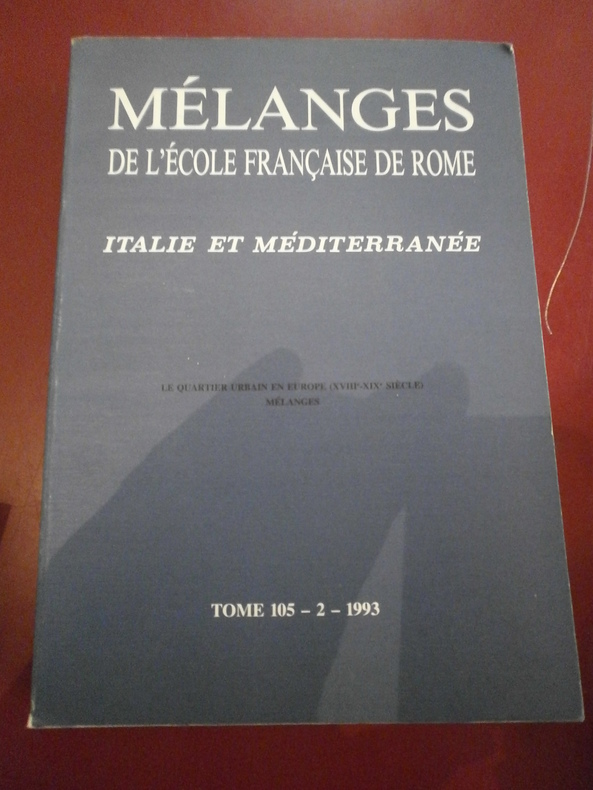 MÉLANGES
DE L'ÉCOLE FRANÇAISE DE ROME
ITALIE ET MÉDITERRANÉE
LE QUARTIER URBAIN EN EUROPE (XVIIIᵉ-XIXᵉ SIÈCLE)
MÉLANGES
TOME 105 – 2 – 1993